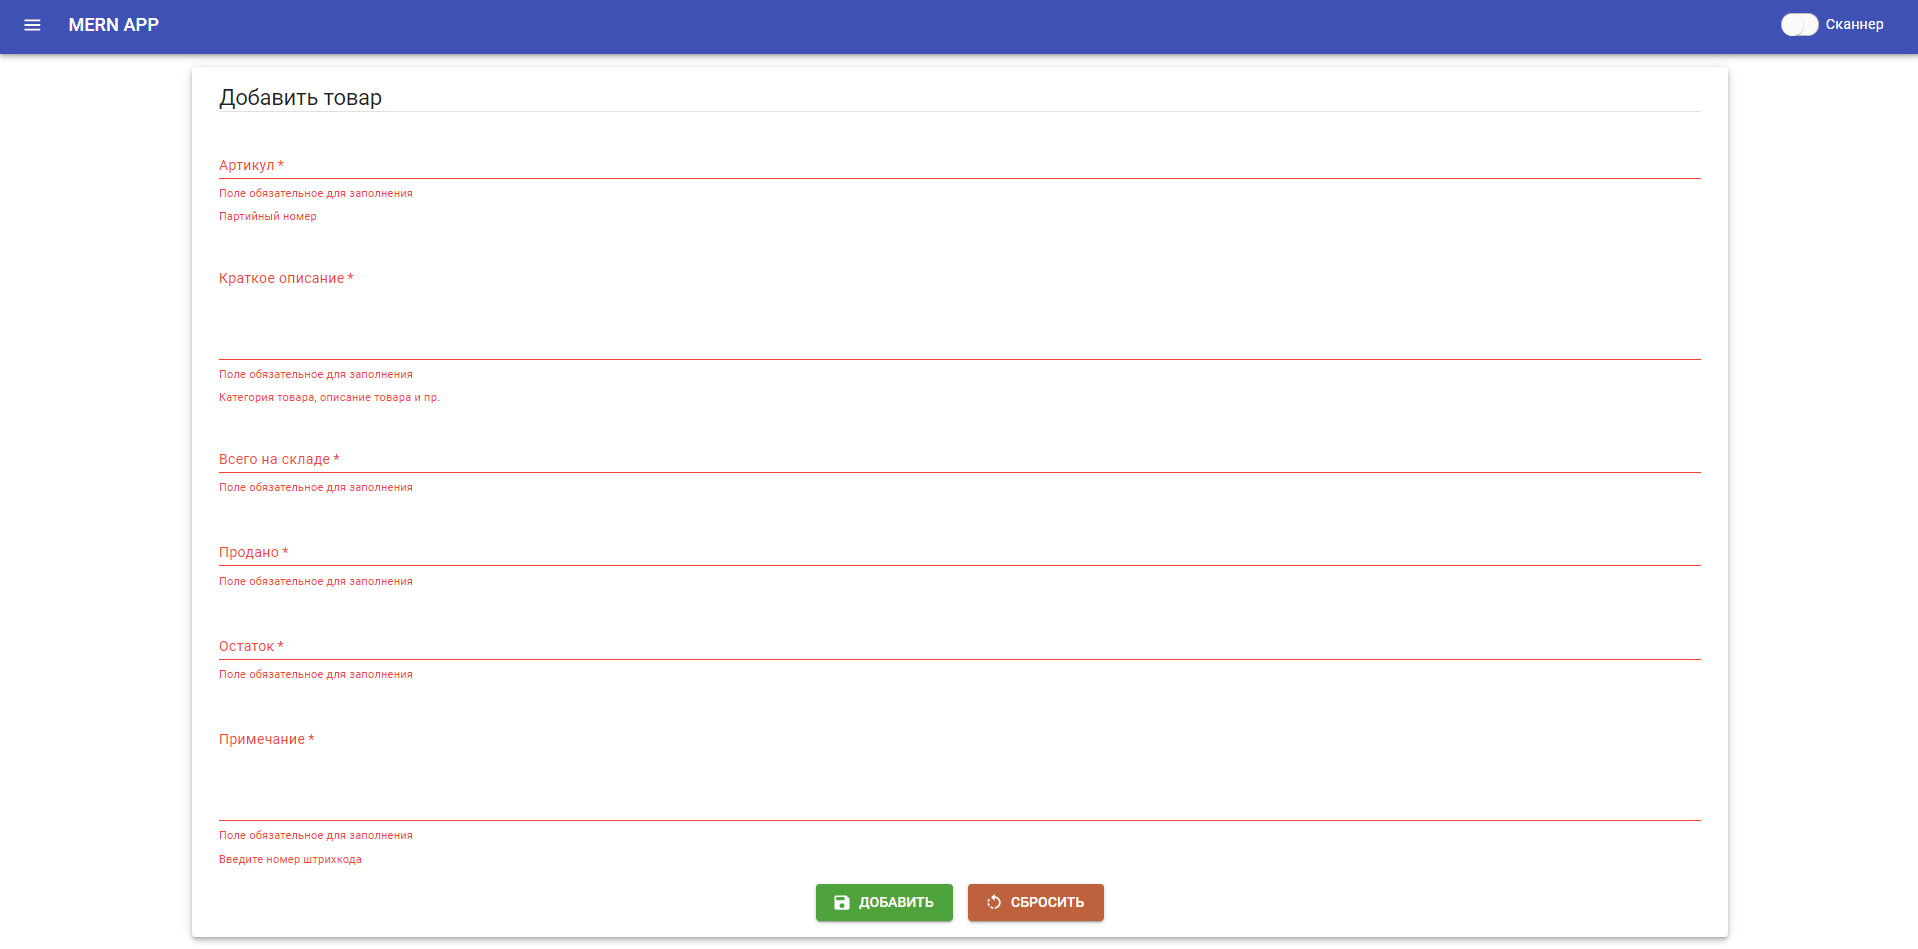 MERN APP
Сканнер
Добавить товар
Артикул *
Поле обязательное для заполнения
Партийный номер
Краткое описание *
Поле обязательное для заполнения
Категория товара, описание товара и пр.
Всего на складе *
Поле обязательное для заполнения
Продано *
Поле обязательное для заполнения
Остаток *
Поле обязательное для заполнения
Примечание *
Поле обязательное для заполнения
Введите номер штрихкода
ДОБАВИТЬ
СБРОСИТЬ